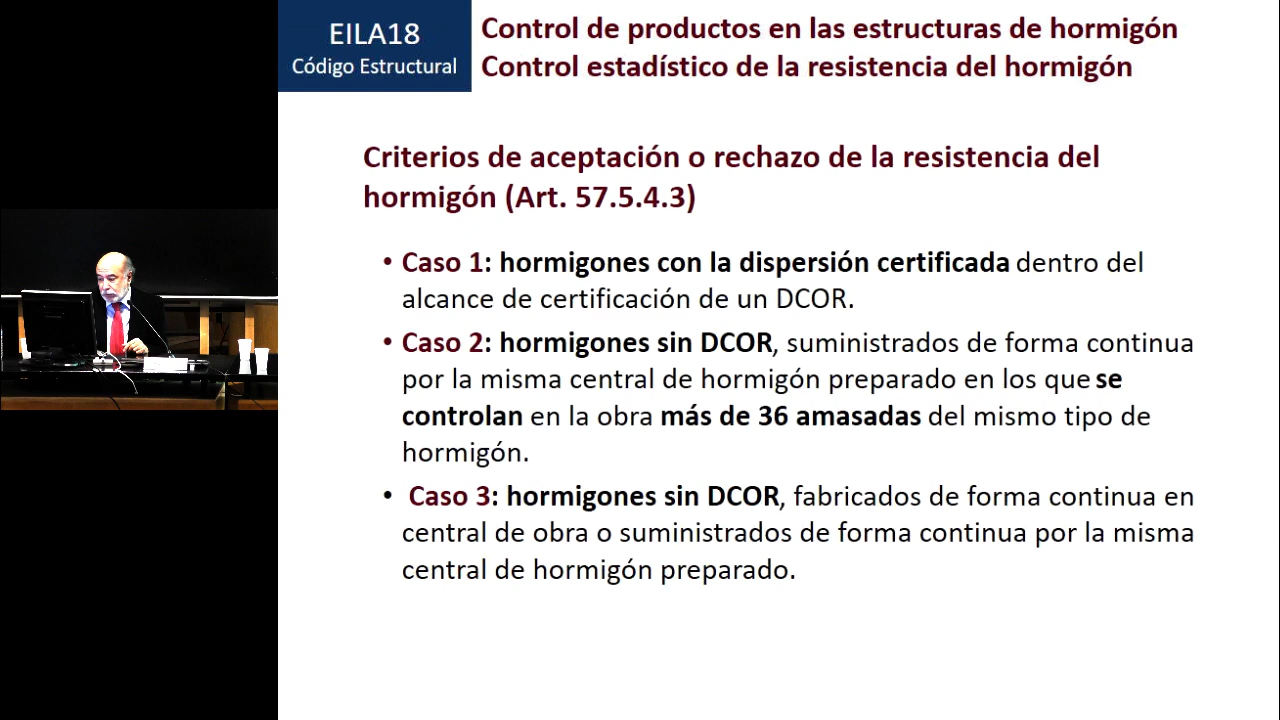 EILA18
Código Estructural
Control de productos en las estructuras de hormigón
Control estadístico de la resistencia del hormigón
Criterios de aceptación o rechazo de la resistencia del
hormigón (Art. 57.5.4.3)
• Caso 1: hormigones con la dispersión certificada dentro del
alcance de certificación de un DCOR.
• Caso 2: hormigones sin DCOR, suministrados de forma continua
por la misma central de hormigón preparado en los que se
controlan en la obra más de 36 amasadas del mismo tipo de
hormigón.
• Caso 3: hormigones sin DCOR, fabricados de forma continua en
central de obra o suministrados de forma continua por la misma
central de hormigón preparado.